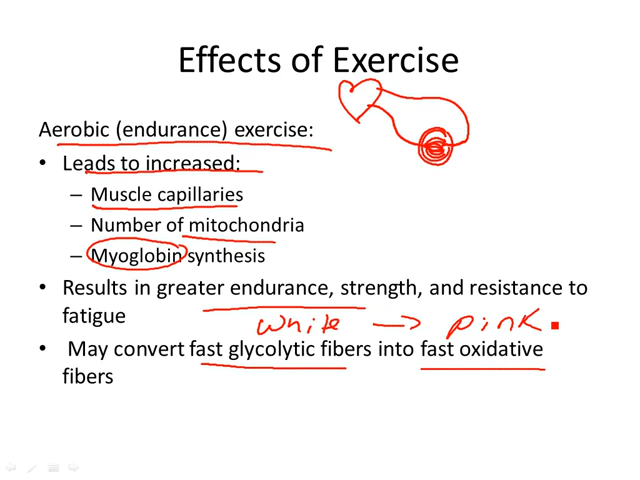 Effects of Exercise
Aerobic (endurance) exercise:
• Leads to increased:
– Muscle capillaries
– Number of mitochondria
– Myoglobin synthesis
• Results in greater endurance, strength, and resistance to
fatigue
white → pink
• May convert fast glycolytic fibers into fast oxidative
fibers